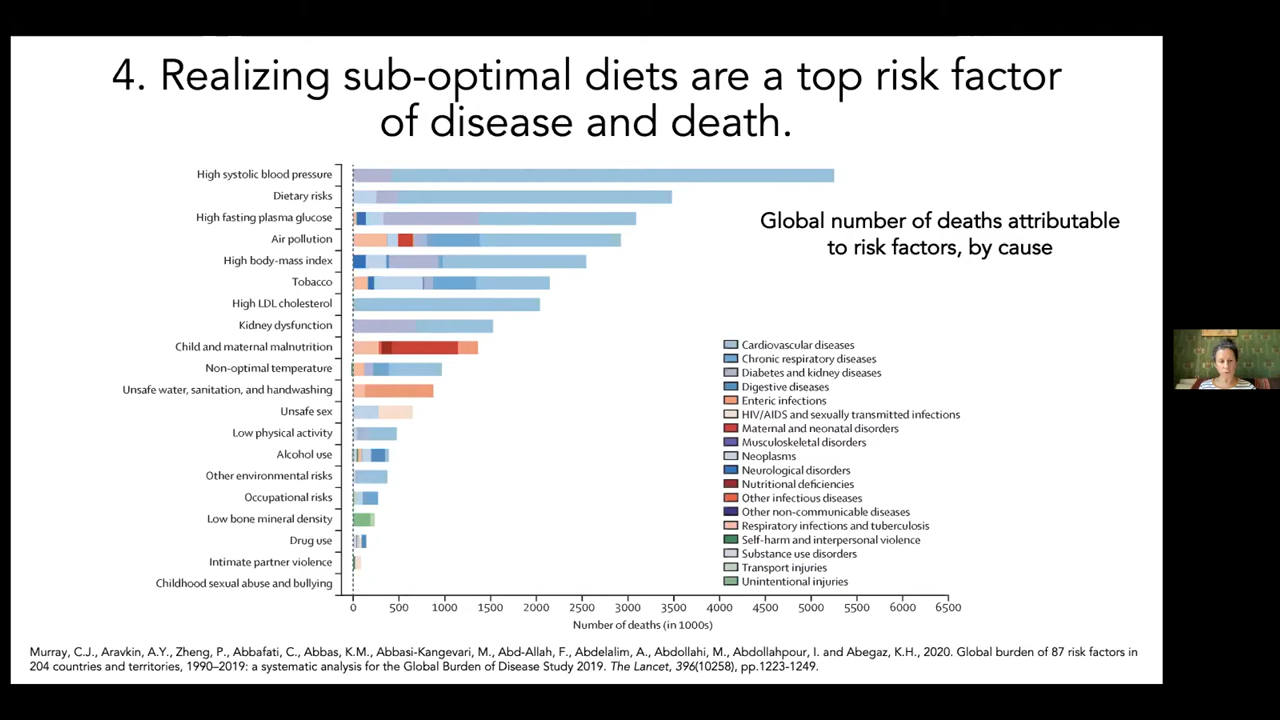 4. Realizing sub-optimal diets are a top risk factor
of disease and death.
Global number of deaths attributable
to risk factors, by cause
High systolic blood pressure
Dietary risks
High fasting plasma glucose
Air pollution
High body-mass index
Tobacco
High LDL cholesterol
Kidney dysfunction
Child and maternal malnutrition
Non-optimal temperature
Unsafe water, sanitation, and handwashing
Unsafe sex
Low physical activity
Alcohol use
Other environmental risks
Occupational risks
Low bone mineral density
Drug use
Intimate partner violence
Childhood sexual abuse and bullying
Cardiovascular diseases
Chronic respiratory diseases
Diabetes and kidney diseases
Digestive diseases
Enteric infections
HIV/AIDS and sexually transmitted infections
Maternal and neonatal disorders
Musculoskeletal disorders
Neoplasms
Neurological disorders
Nutritional deficiencies
Other infectious diseases
Other non-communicable diseases
Respiratory infections and tuberculosis
Self-harm and interpersonal violence
Substance use disorders
Transport injuries
Unintentional injuries
0 500 1000 1500 2000 2500 3000 3500 4000 4500 5000 5500 6000 6500
Number of deaths (in 1000s)
Murray, C.J., Aravkin, A.Y., Zheng, P., Abbafati, C., Abbas, K.M., Abbasi-Kangevari, M., Abd-Allah, F., Abdelalim, A., Abdollahi, M., Abdollahpour, I. and Abegaz, K.H., 2020. Global burden of 87 risk factors in
204 countries and territories, 1990–2019: a systematic analysis for the Global Burden of Disease Study 2019. The Lancet, 396(10258), pp.1223-1249.